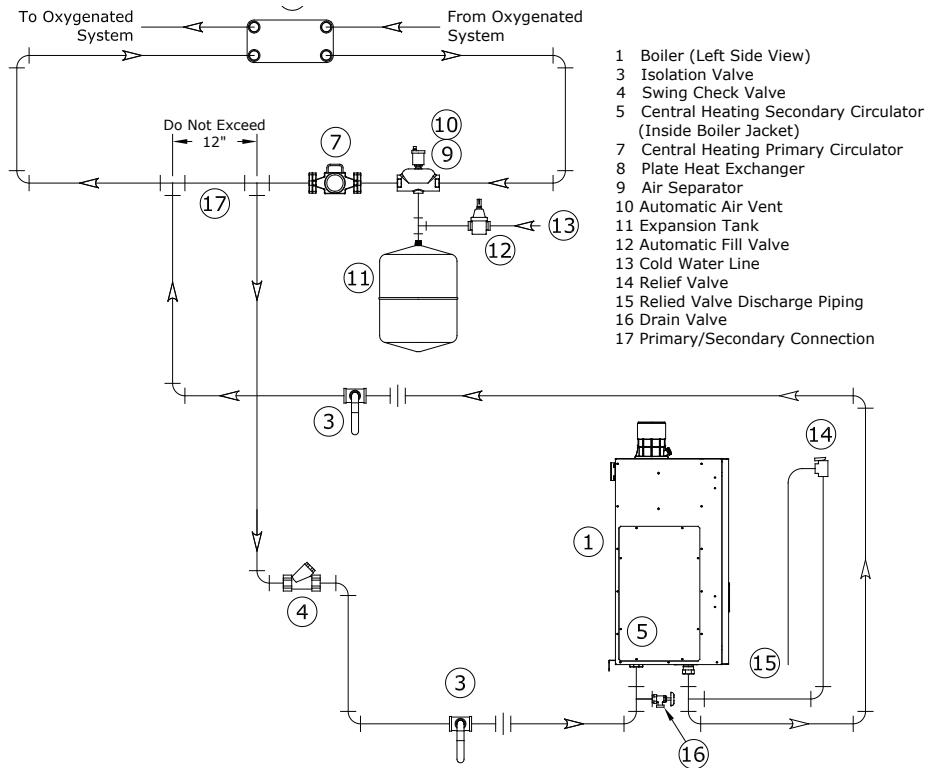 To Oxygenated
System
From Oxygenated
System
Do Not Exceed
12"
7
10
9
17
13
12
11
1 Boiler (Left Side View)
3 Isolation Valve
4 Swing Check Valve
5 Central Heating Secondary Circulator
(Inside Boiler Jacket)
7 Central Heating Primary Circulator
8 Plate Heat Exchanger
9 Air Separator
10 Automatic Air Vent
11 Expansion Tank
12 Automatic Fill Valve
13 Cold Water Line
14 Relief Valve
15 Relied Valve Discharge Piping
16 Drain Valve
17 Primary/Secondary Connection
3
14
1
4
5
15
3
16